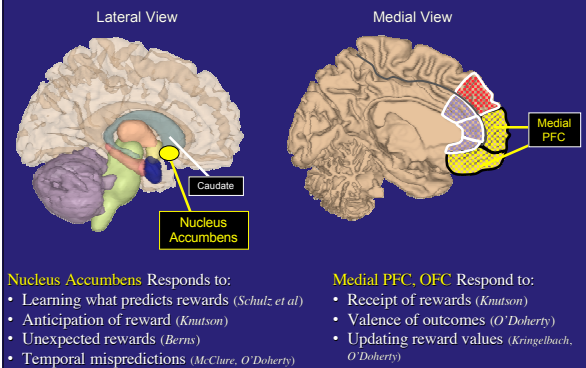 Lateral View
Medial View
Medial
PFC
Caudate
Nucleus
Accumbens
Nucleus Accumbens Responds to:
• Learning what predicts rewards (Schulz et al)
• Anticipation of reward (Knutson)
• Unexpected rewards (Berns)
• Temporal mispredictions (McClure, O'Doherty)
Medial PFC, OFC Respond to:
• Receipt of rewards (Knutson)
• Valence of outcomes (O'Doherty)
• Updating reward values (Kringelbach,
O'Doherty)